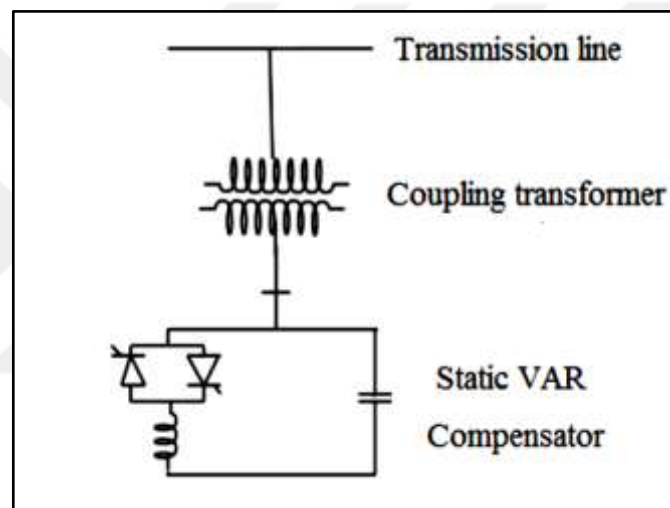 Transmission line
Coupling transformer
Static VAR
Compensator